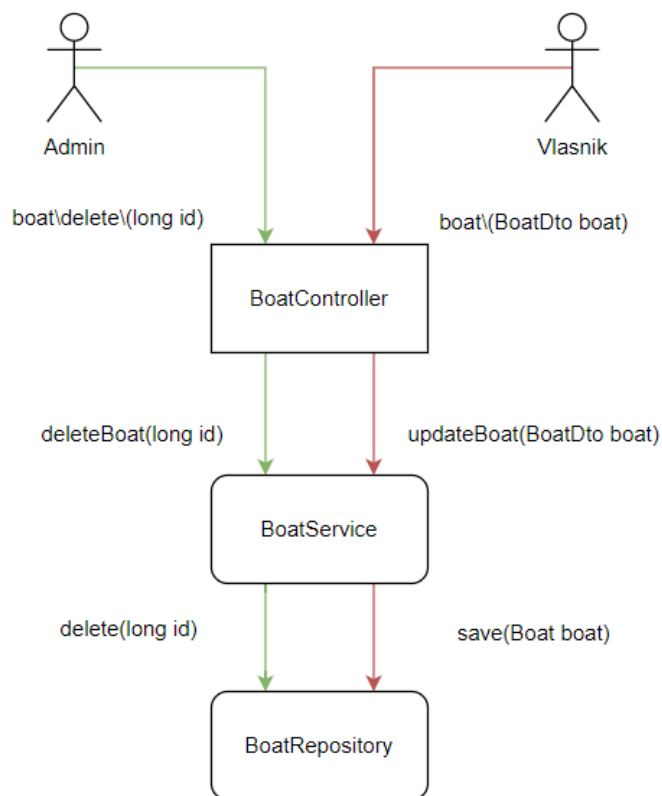 Admin
Vlasnik
boat\delete\(long id)
boat\(BoatDto boat)
BoatController
deleteBoat(long id)
updateBoat(BoatDto boat)
BoatService
delete(long id)
save(Boat boat)
BoatRepository